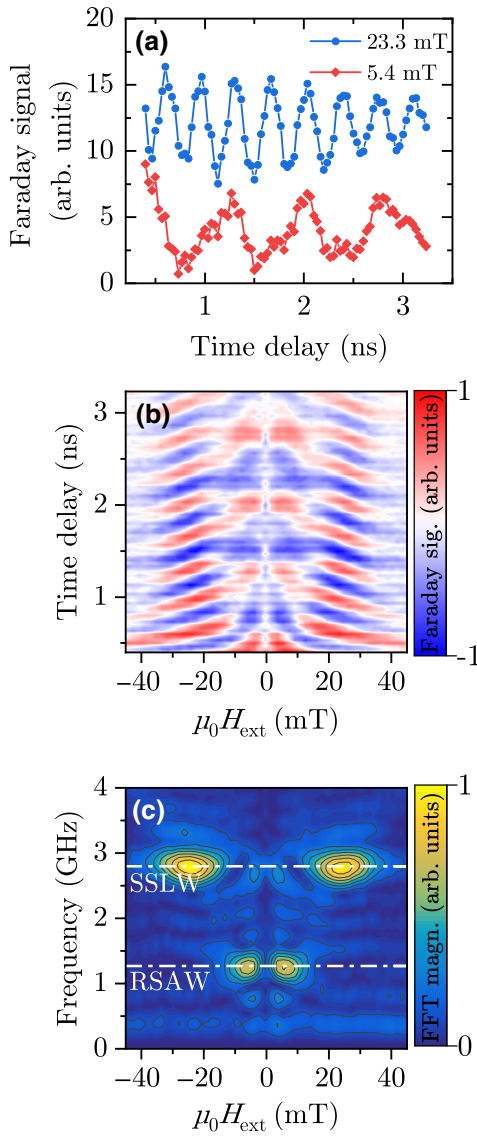 (a)
23.3 mT
5.4 mT
20
15
10
5
0
Faraday signal
(arb. units)
1 2 3
Time delay (ns)
(b)
3
2
1
Time delay (ns)
−40 −20 0 20 40
μ0Hext (mT)
1
Faraday sig. (arb. units)
-1
(c)
4
3
2
1
0
Frequency (GHz)
SSLW
RSAW
−40 −20 0 20 40
μ0Hext (mT)
1
FFT magn. (arb. units)
0